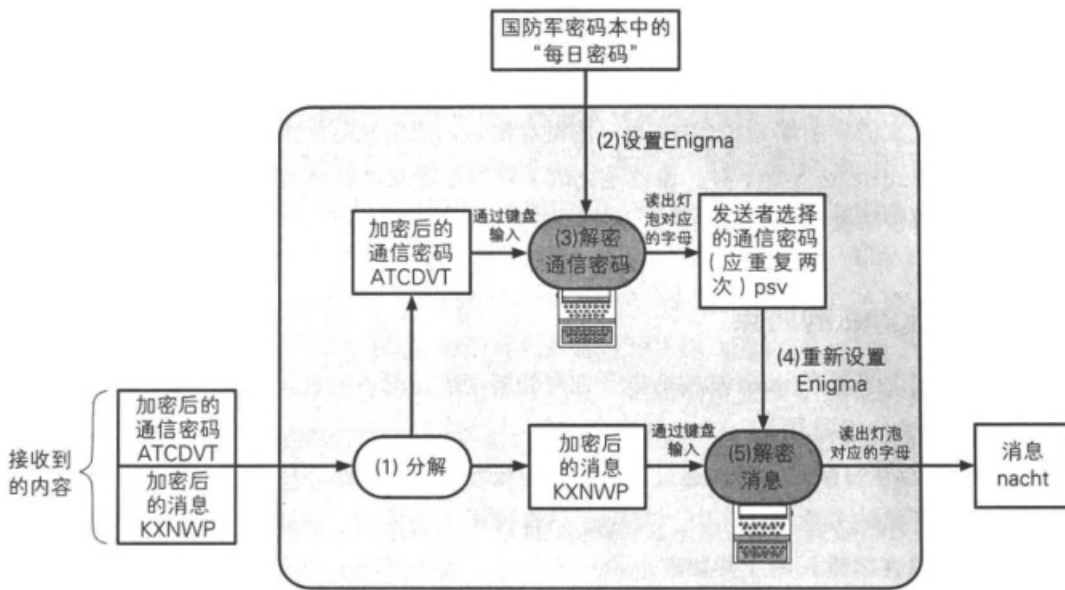 国防军密码本中的
“每日密码”
(2)设置Enigma
加密后的
通信密码
ATCDVT
通过键盘
输入
(3)解密
通信密码
读出灯
泡对应
的字母
发送者选择
的通信密码
(应重复两
次)psv
(4)重新设置
Enigma
接收到
的内容
加密后的
通信密码
ATCDVT
加密后
的消息
KXNWP
(1)分解
加密后
的消息
KXNWP
通过键盘
输入
(5)解密
消息
读出灯泡
对应的字母
消息
nacht